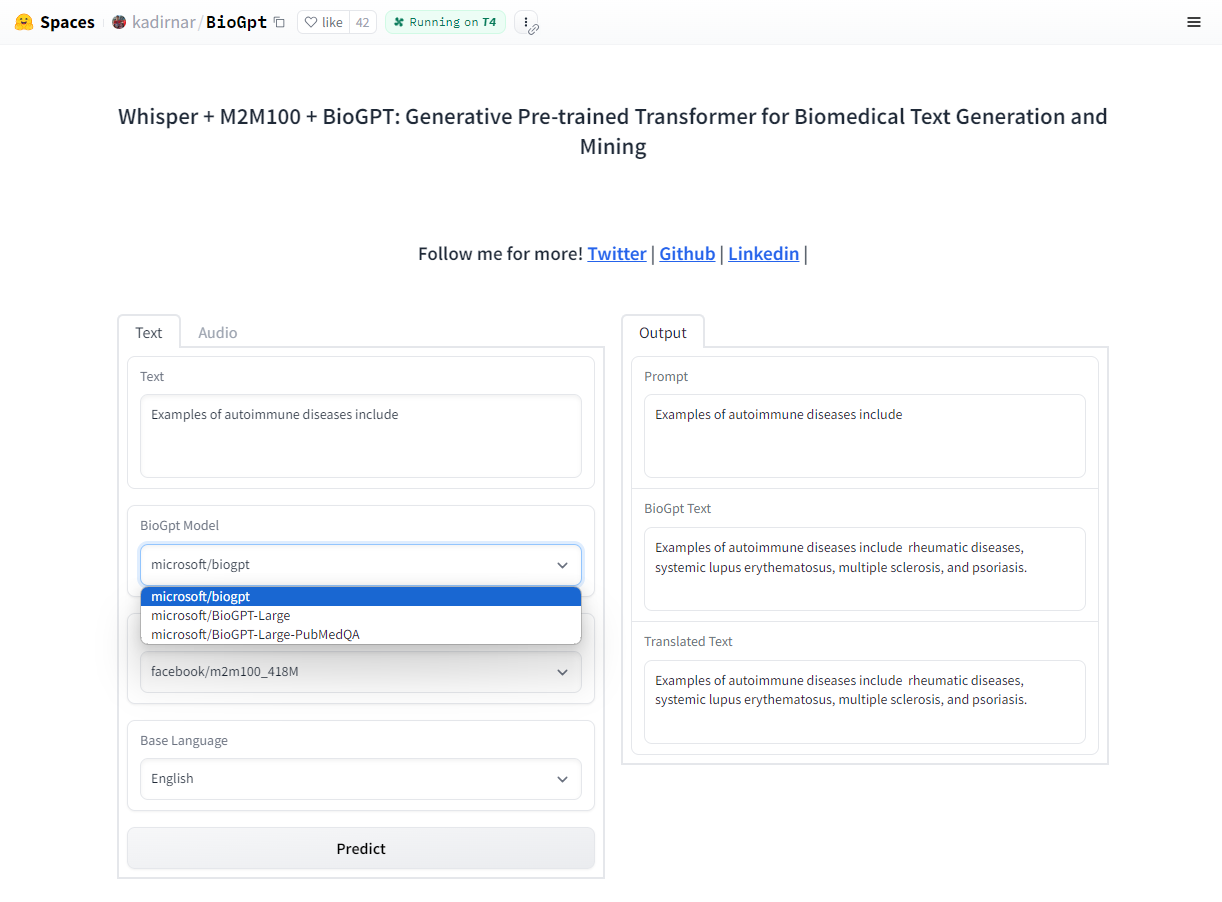 Spaces kadirnar/BioGpt like 42 Running on T4
Whisper + M2M100 + BioGPT: Generative Pre-trained Transformer for Biomedical Text Generation and
Mining
Follow me for more! Twitter | Github | Linkedin |
Text Audio
Text
Examples of autoimmune diseases include
BioGpt Model
microsoft/biogpt
microsoft/biogpt
microsoft/BioGPT-Large
microsoft/BioGPT-Large-PubMedQA
facebook/m2m100_418M
Base Language
English
Predict
Output
Prompt
Examples of autoimmune diseases include
BioGpt Text
Examples of autoimmune diseases include rheumatic diseases,
systemic lupus erythematosus, multiple sclerosis, and psoriasis.
Translated Text
Examples of autoimmune diseases include rheumatic diseases,
systemic lupus erythematosus, multiple sclerosis, and psoriasis.